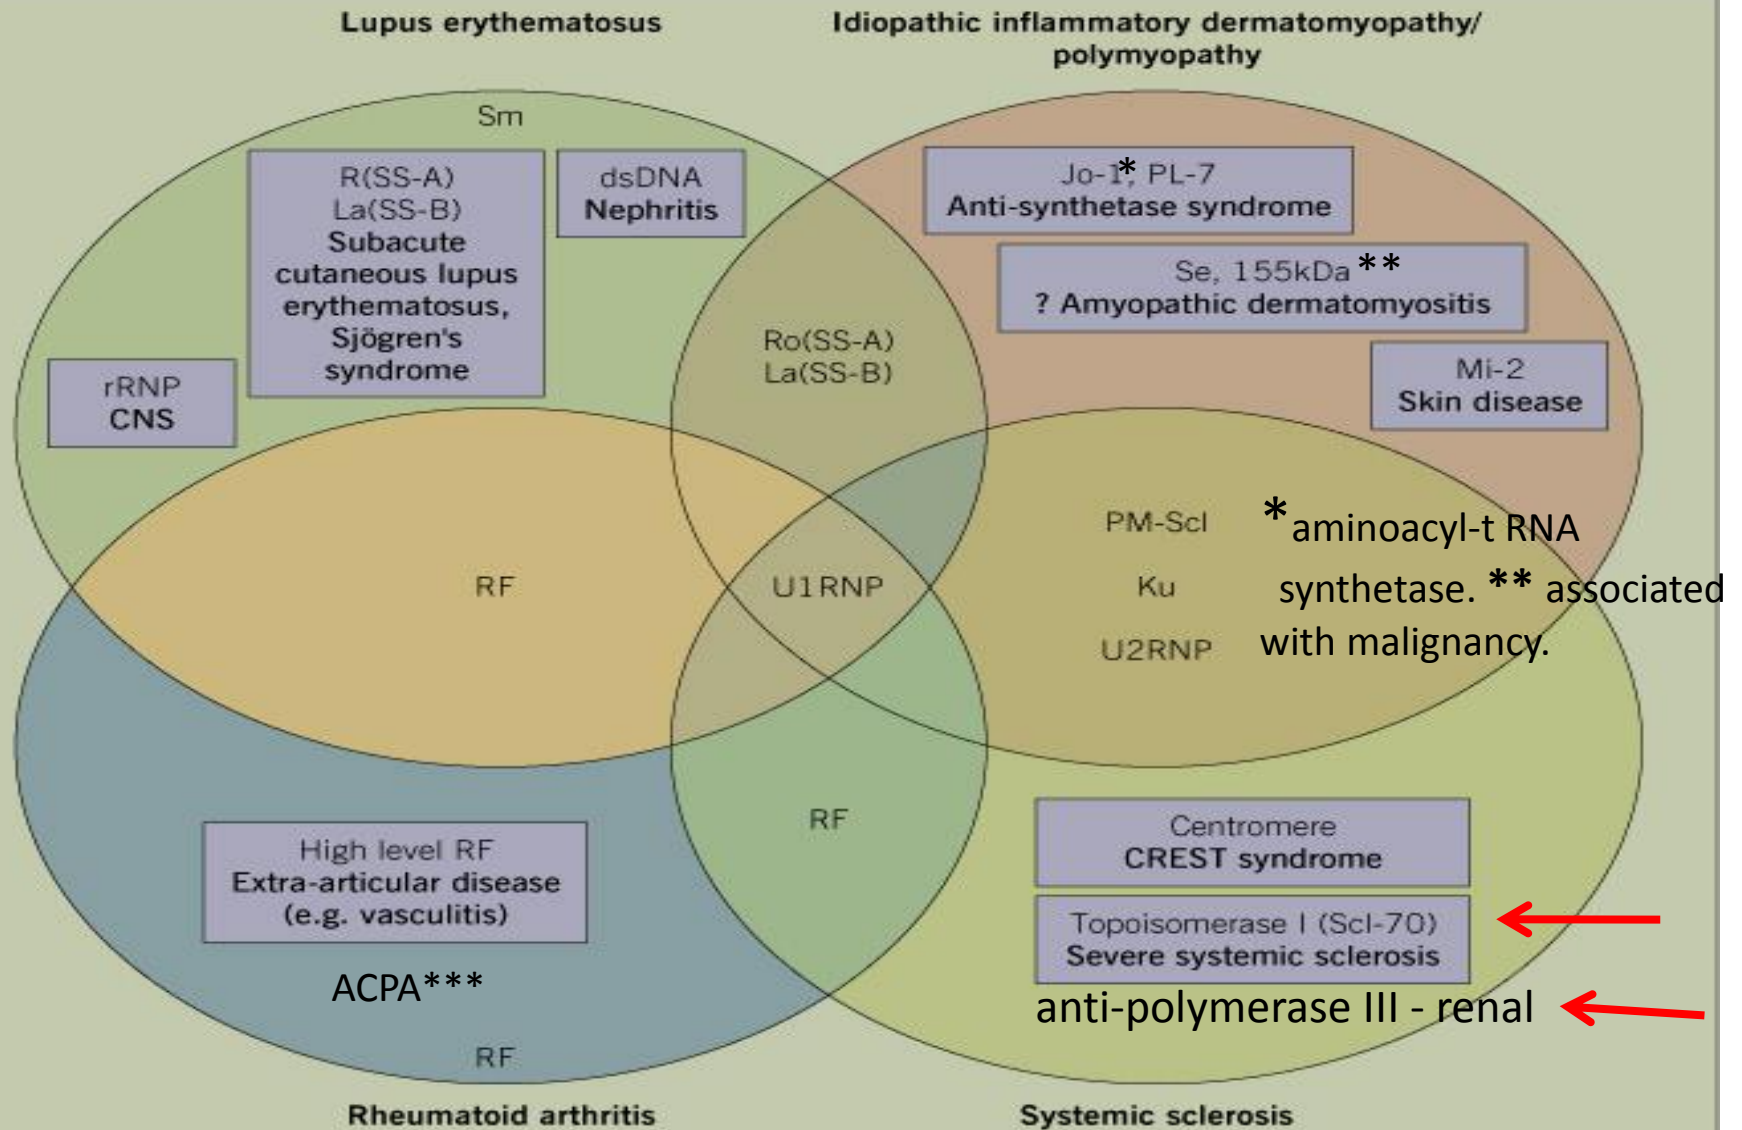 Lupus erythematosus
Idiopathic inflammatory dermatomyopathy/
polymyopathy
Sm
R(SS-A)
La(SS-B)
Subacute
cutaneous lupus
erythematosus,
Sjögren's
syndrome
dsDNA
Nephritis
rRNP
CNS
Jo-1*, PL-7
Anti-synthetase syndrome
Se, 155kDa **
? Amyopathic dermatomyositis
Mi-2
Skin disease
Ro(SS-A)
La(SS-B)
RF
U1RNP
PM-Scl
Ku
U2RNP
*aminoacyl-t RNA
synthetase. ** associated
with malignancy.
RF
High level RF
Extra-articular disease
(e.g. vasculitis)
ACPA***
RF
Centromere
CREST syndrome
Topoisomerase I (Scl-70)
Severe systemic sclerosis
anti-polymerase III - renal
Rheumatoid arthritis
Systemic sclerosis